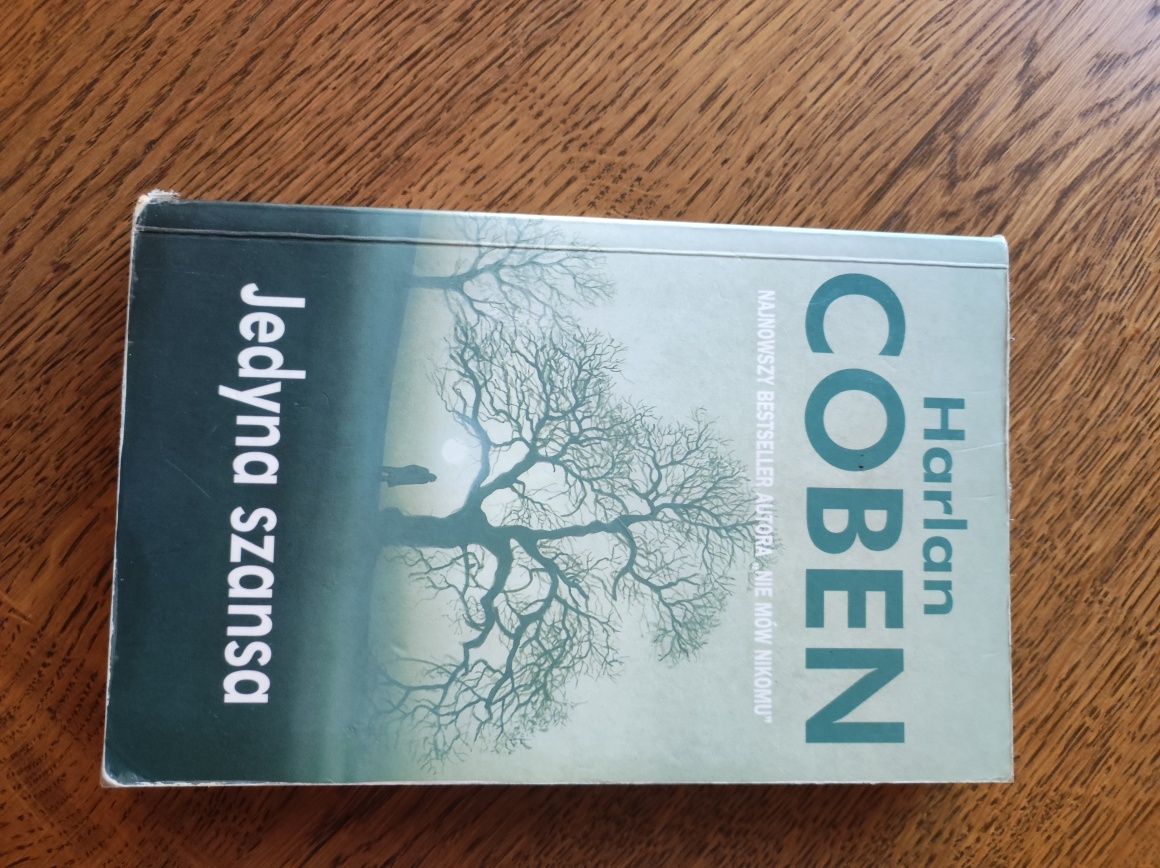 Harlan
COBEN
NAJNOWSZY BESTSELLER AUTORA „NIE MÓW NIKOMU”
Jedyna szansa